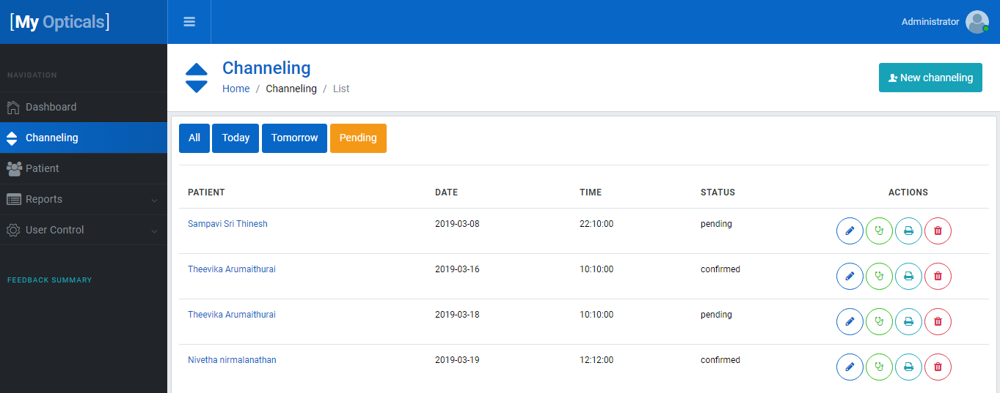 [My Opticals]
Administrator
NAVIGATION
Dashboard
Channeling
Patient
Reports
User Control
FEEDBACK SUMMARY
Channeling
Home / Channeling / List
New channeling
All Today Tomorrow Pending
PATIENT DATE TIME STATUS ACTIONS
Sampavi Sri Thinesh 2019-03-08 22:10:00 pending
Theevika Arumaithurai 2019-03-16 10:10:00 confirmed
Theevika Arumaithurai 2019-03-18 10:10:00 pending
Nivetha nirmalanathan 2019-03-19 12:12:00 confirmed